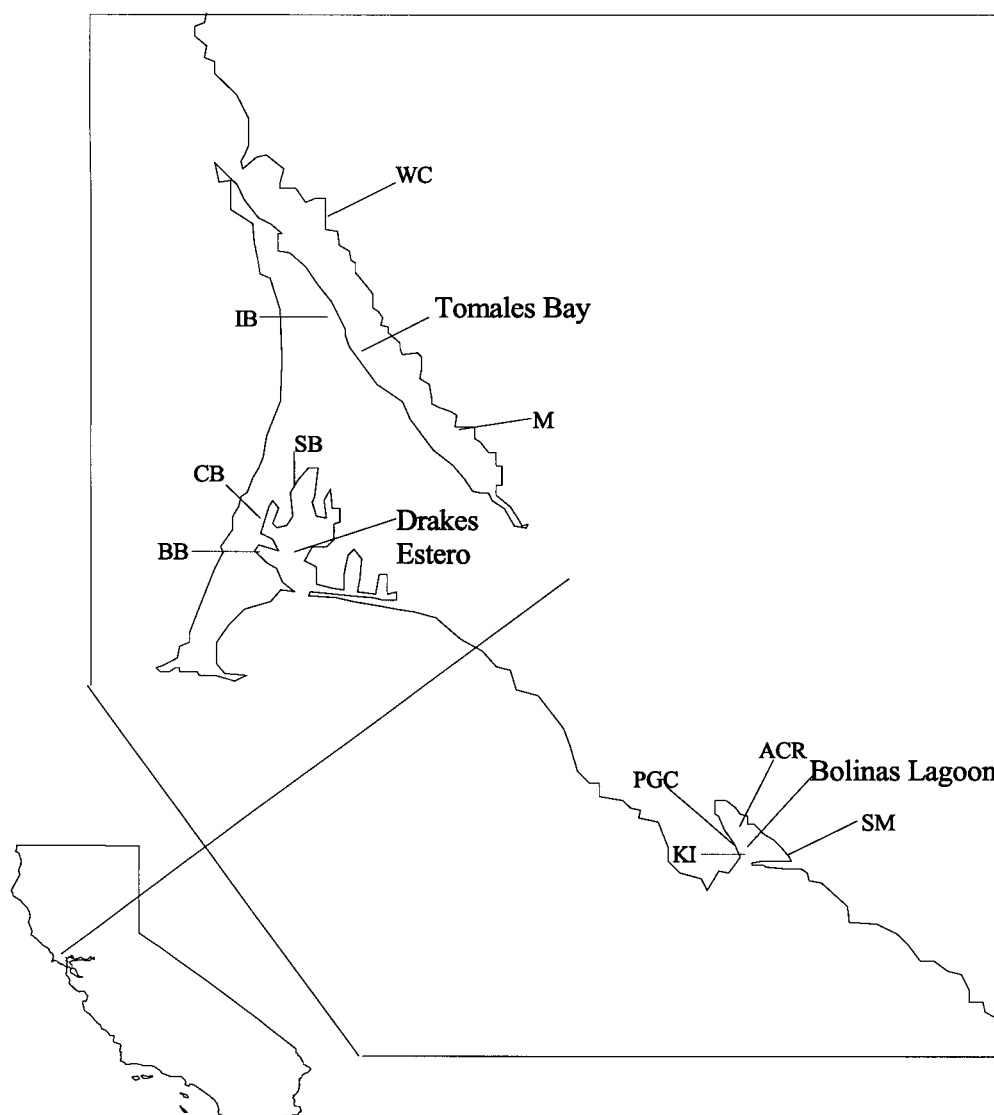 WC
IB
Tomales Bay
M
SB
CB
Drakes
Estero
BB
ACR
Bolinas Lagoon
PGC
SM
KI